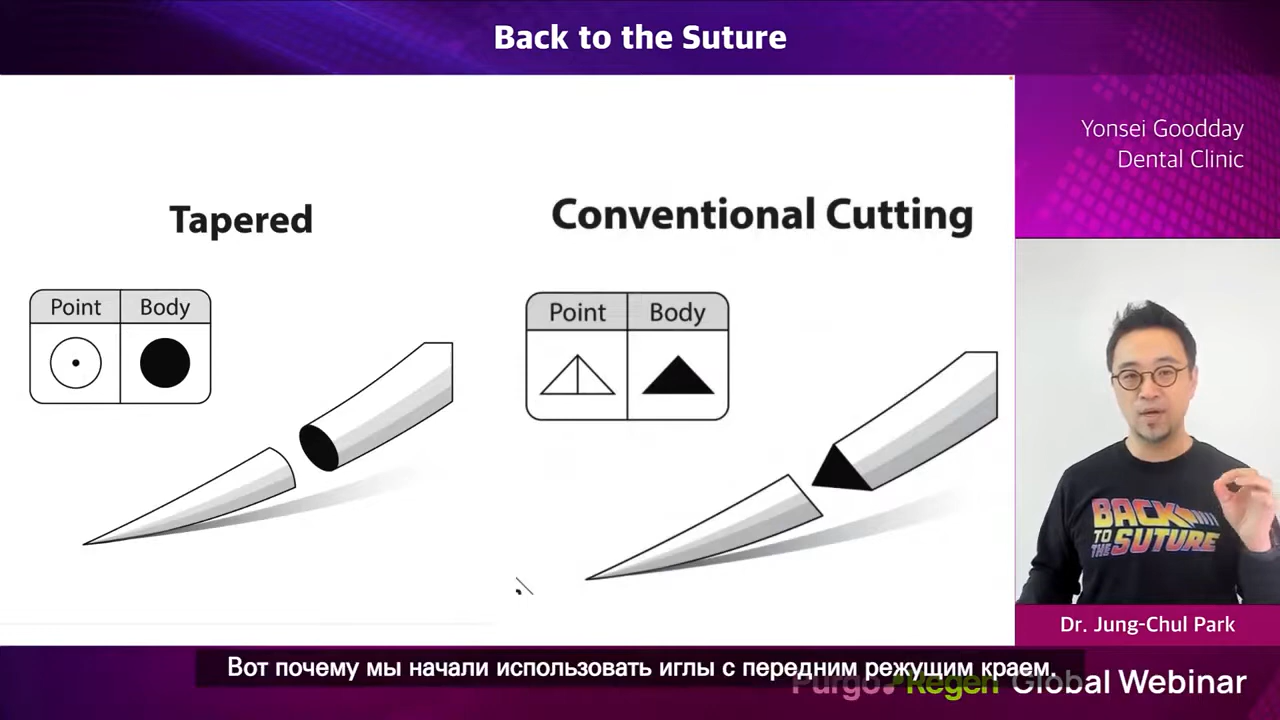 Back to the Suture
Yonsei Goodday
Dental Clinic
Tapered
Conventional Cutting
Point Body
Point Body
BACK
TO THE SUTURE
Dr. Jung-Chul Park
Вот почему мы начали использовать иглы с передним режущим краем.
Purgo Regen Global Webinar